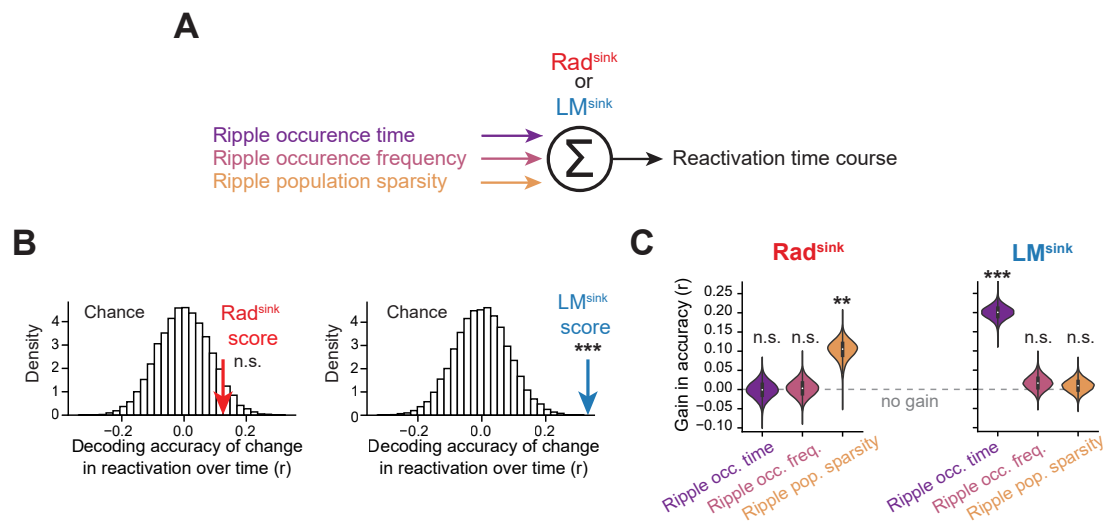 A
Rad^sink
or
LM^sink
Ripple occurence time
Ripple occurence frequency
Ripple population sparsity
Σ
Reactivation time course
B
Chance
Rad^sink
score
n.s.
Density
4
3
2
1
0
−0.2
0.0
0.2
Decoding accuracy of change
in reactivation over time (r)
Chance
LM^sink
score
***
Density
4
3
2
1
0
−0.2
0.0
0.2
Decoding accuracy of change
in reactivation over time (r)
C
Rad^sink
LM^sink
Gain in accuracy (r)
0.25
0.20
0.15
0.10
0.05
0.00
−0.05
−0.10
n.s.
n.s.
**
no gain
***
n.s.
n.s.
Ripple occ. time
Ripple occ. freq.
Ripple pop. sparsity
Ripple occ. time
Ripple occ. freq.
Ripple pop. sparsity